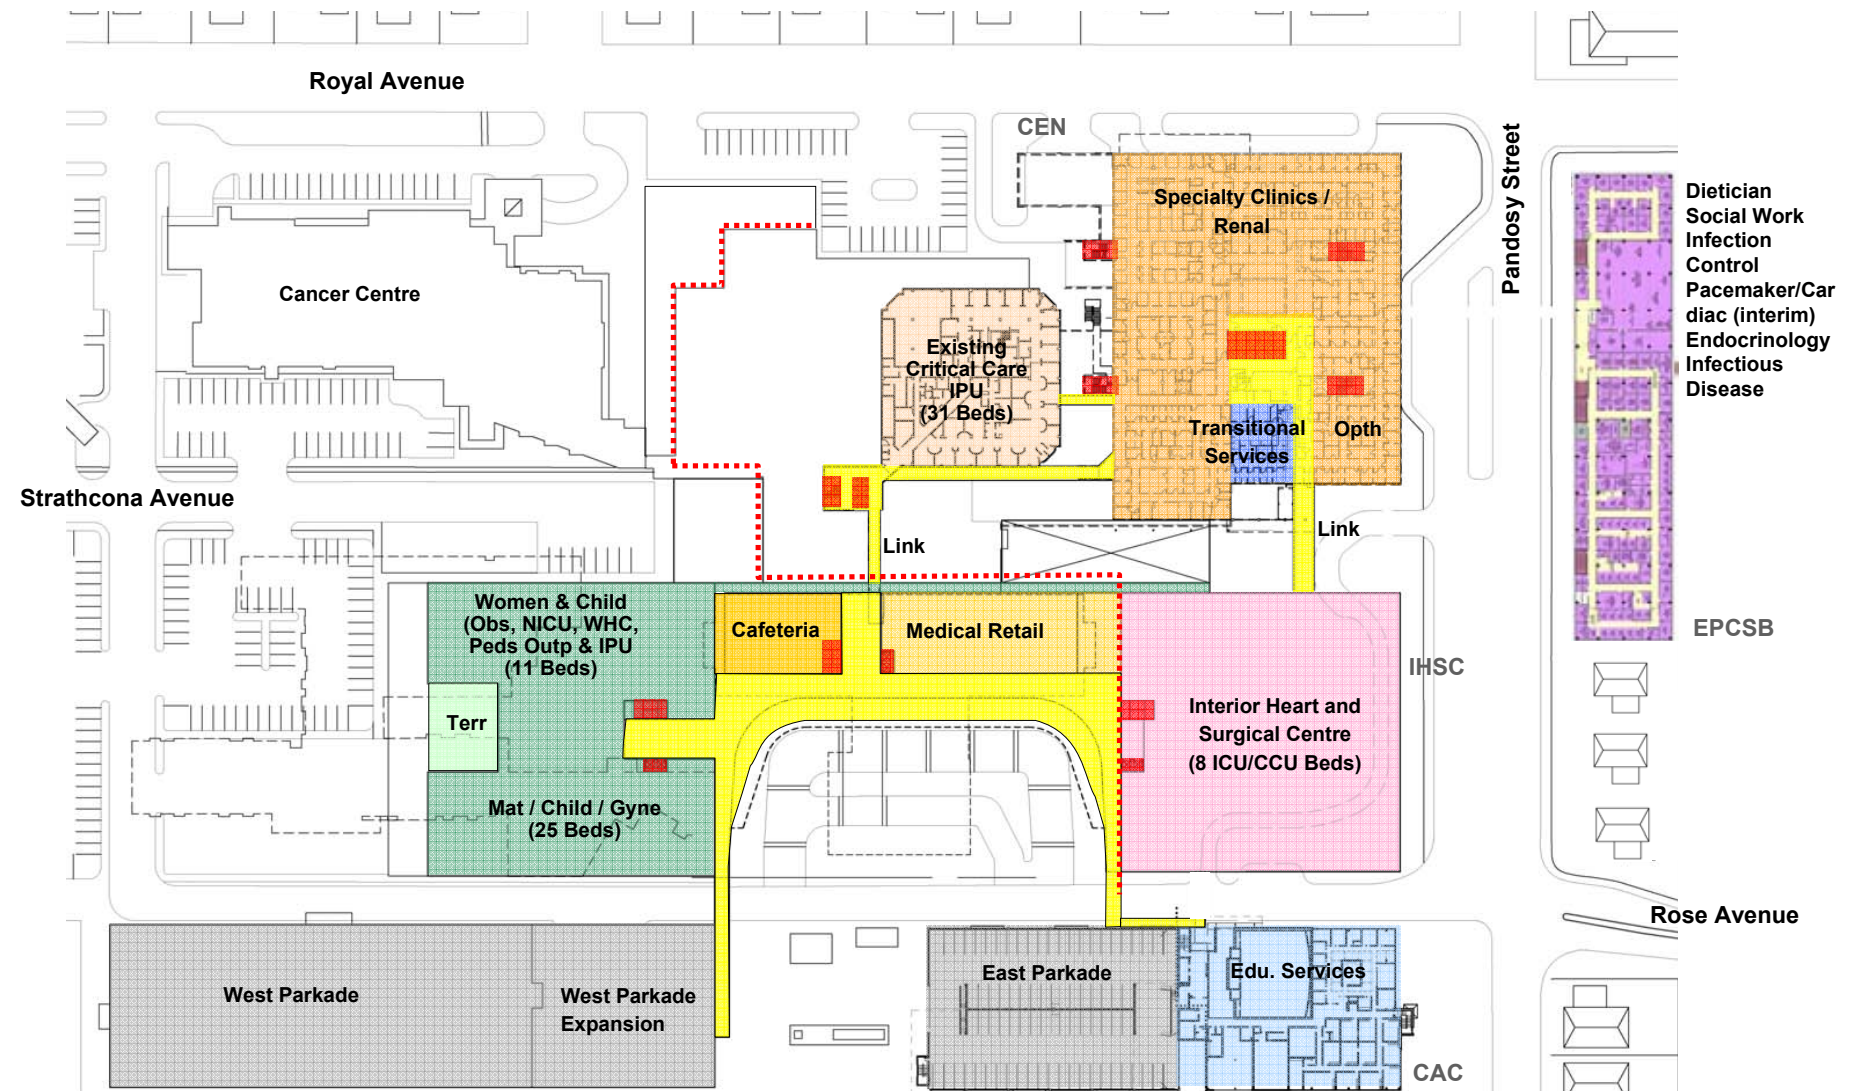 Royal Avenue
CEN
Pandosy Street
Specialty Clinics /
Renal
Dietician
Social Work
Infection
Control
Pacemaker/Car
diac (interim)
Endocrinology
Infectious
Disease
Cancer Centre
Existing
Critical Care
IPU
(31 Beds)
Transitional
Services
Opth
Strathcona Avenue
Link
Link
Women & Child
(Obs, NICU, WHC,
Peds Outp & IPU
(11 Beds)
Cafeteria
Medical Retail
EPCSB
IHSC
Terr
Interior Heart and
Surgical Centre
(8 ICU/CCU Beds)
Mat / Child / Gyne
(25 Beds)
Rose Avenue
West Parkade
West Parkade
Expansion
East Parkade
Edu. Services
CAC